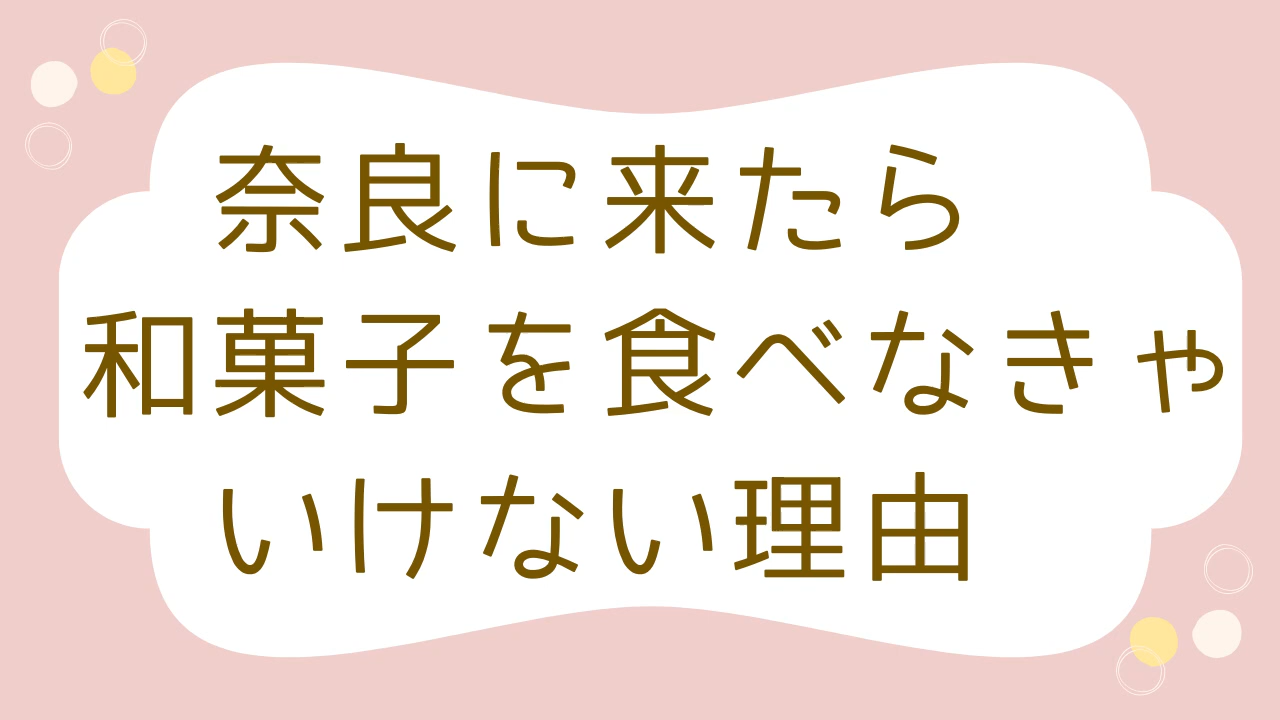 奈良に来たら
和菓子を食べなきゃ
いけない理由